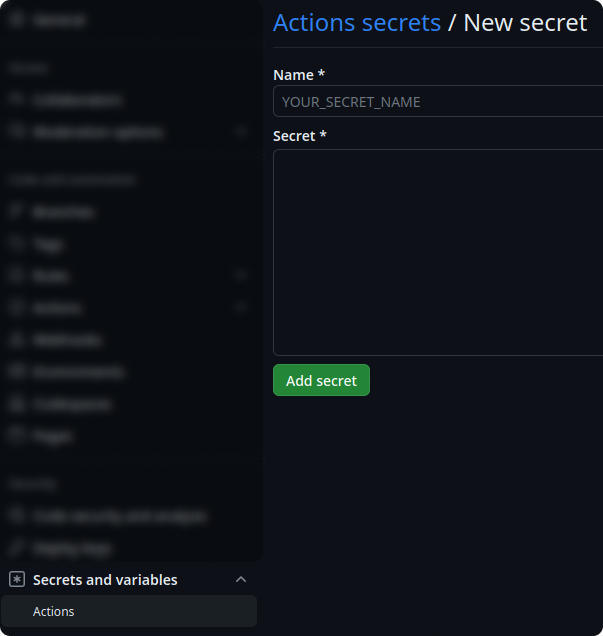 General
Access
Collaborators
Moderation options
Code and automation
Branches
Tags
Rules
Actions
Webhooks
Environments
Codespaces
Pages
Security
Code security and analysis
Deploy keys
Secrets and variables
Actions
Actions secrets / New secret
Name *
YOUR_SECRET_NAME
Secret *
Add secret